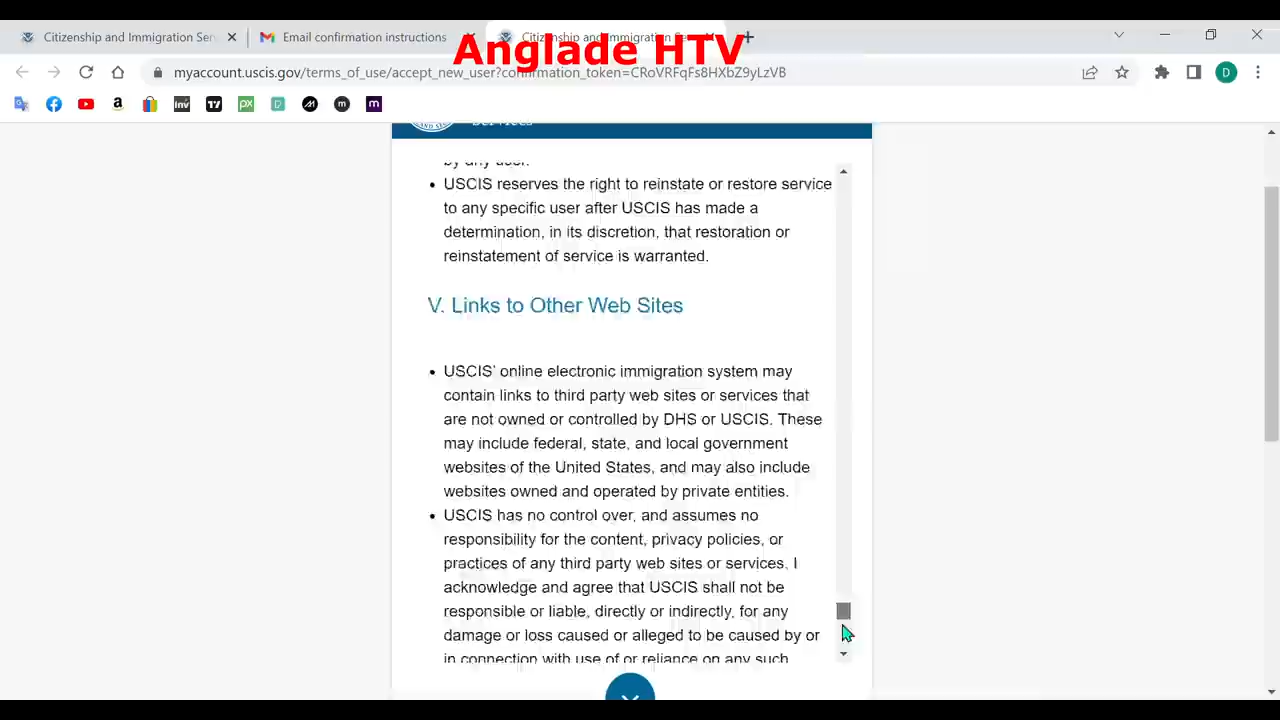 Citizenship and Immigration Ser
Email confirmation instructions
Citizenship and Immigration Se
Anglade HTV
myaccount.uscis.gov/terms_of_use/accept_new_user?confirmation_token=CRoVRFqFs8HXbZ9yLzVB
D
by any user.
• USCIS reserves the right to reinstate or restore service
to any specific user after USCIS has made a
determination, in its discretion, that restoration or
reinstatement of service is warranted.
V. Links to Other Web Sites
• USCIS' online electronic immigration system may
contain links to third party web sites or services that
are not owned or controlled by DHS or USCIS. These
may include federal, state, and local government
websites of the United States, and may also include
websites owned and operated by private entities.
• USCIS has no control over, and assumes no
responsibility for the content, privacy policies, or
practices of any third party web sites or services. I
acknowledge and agree that USCIS shall not be
responsible or liable, directly or indirectly, for any
damage or loss caused or alleged to be caused by or
in connection with use of or reliance on any such